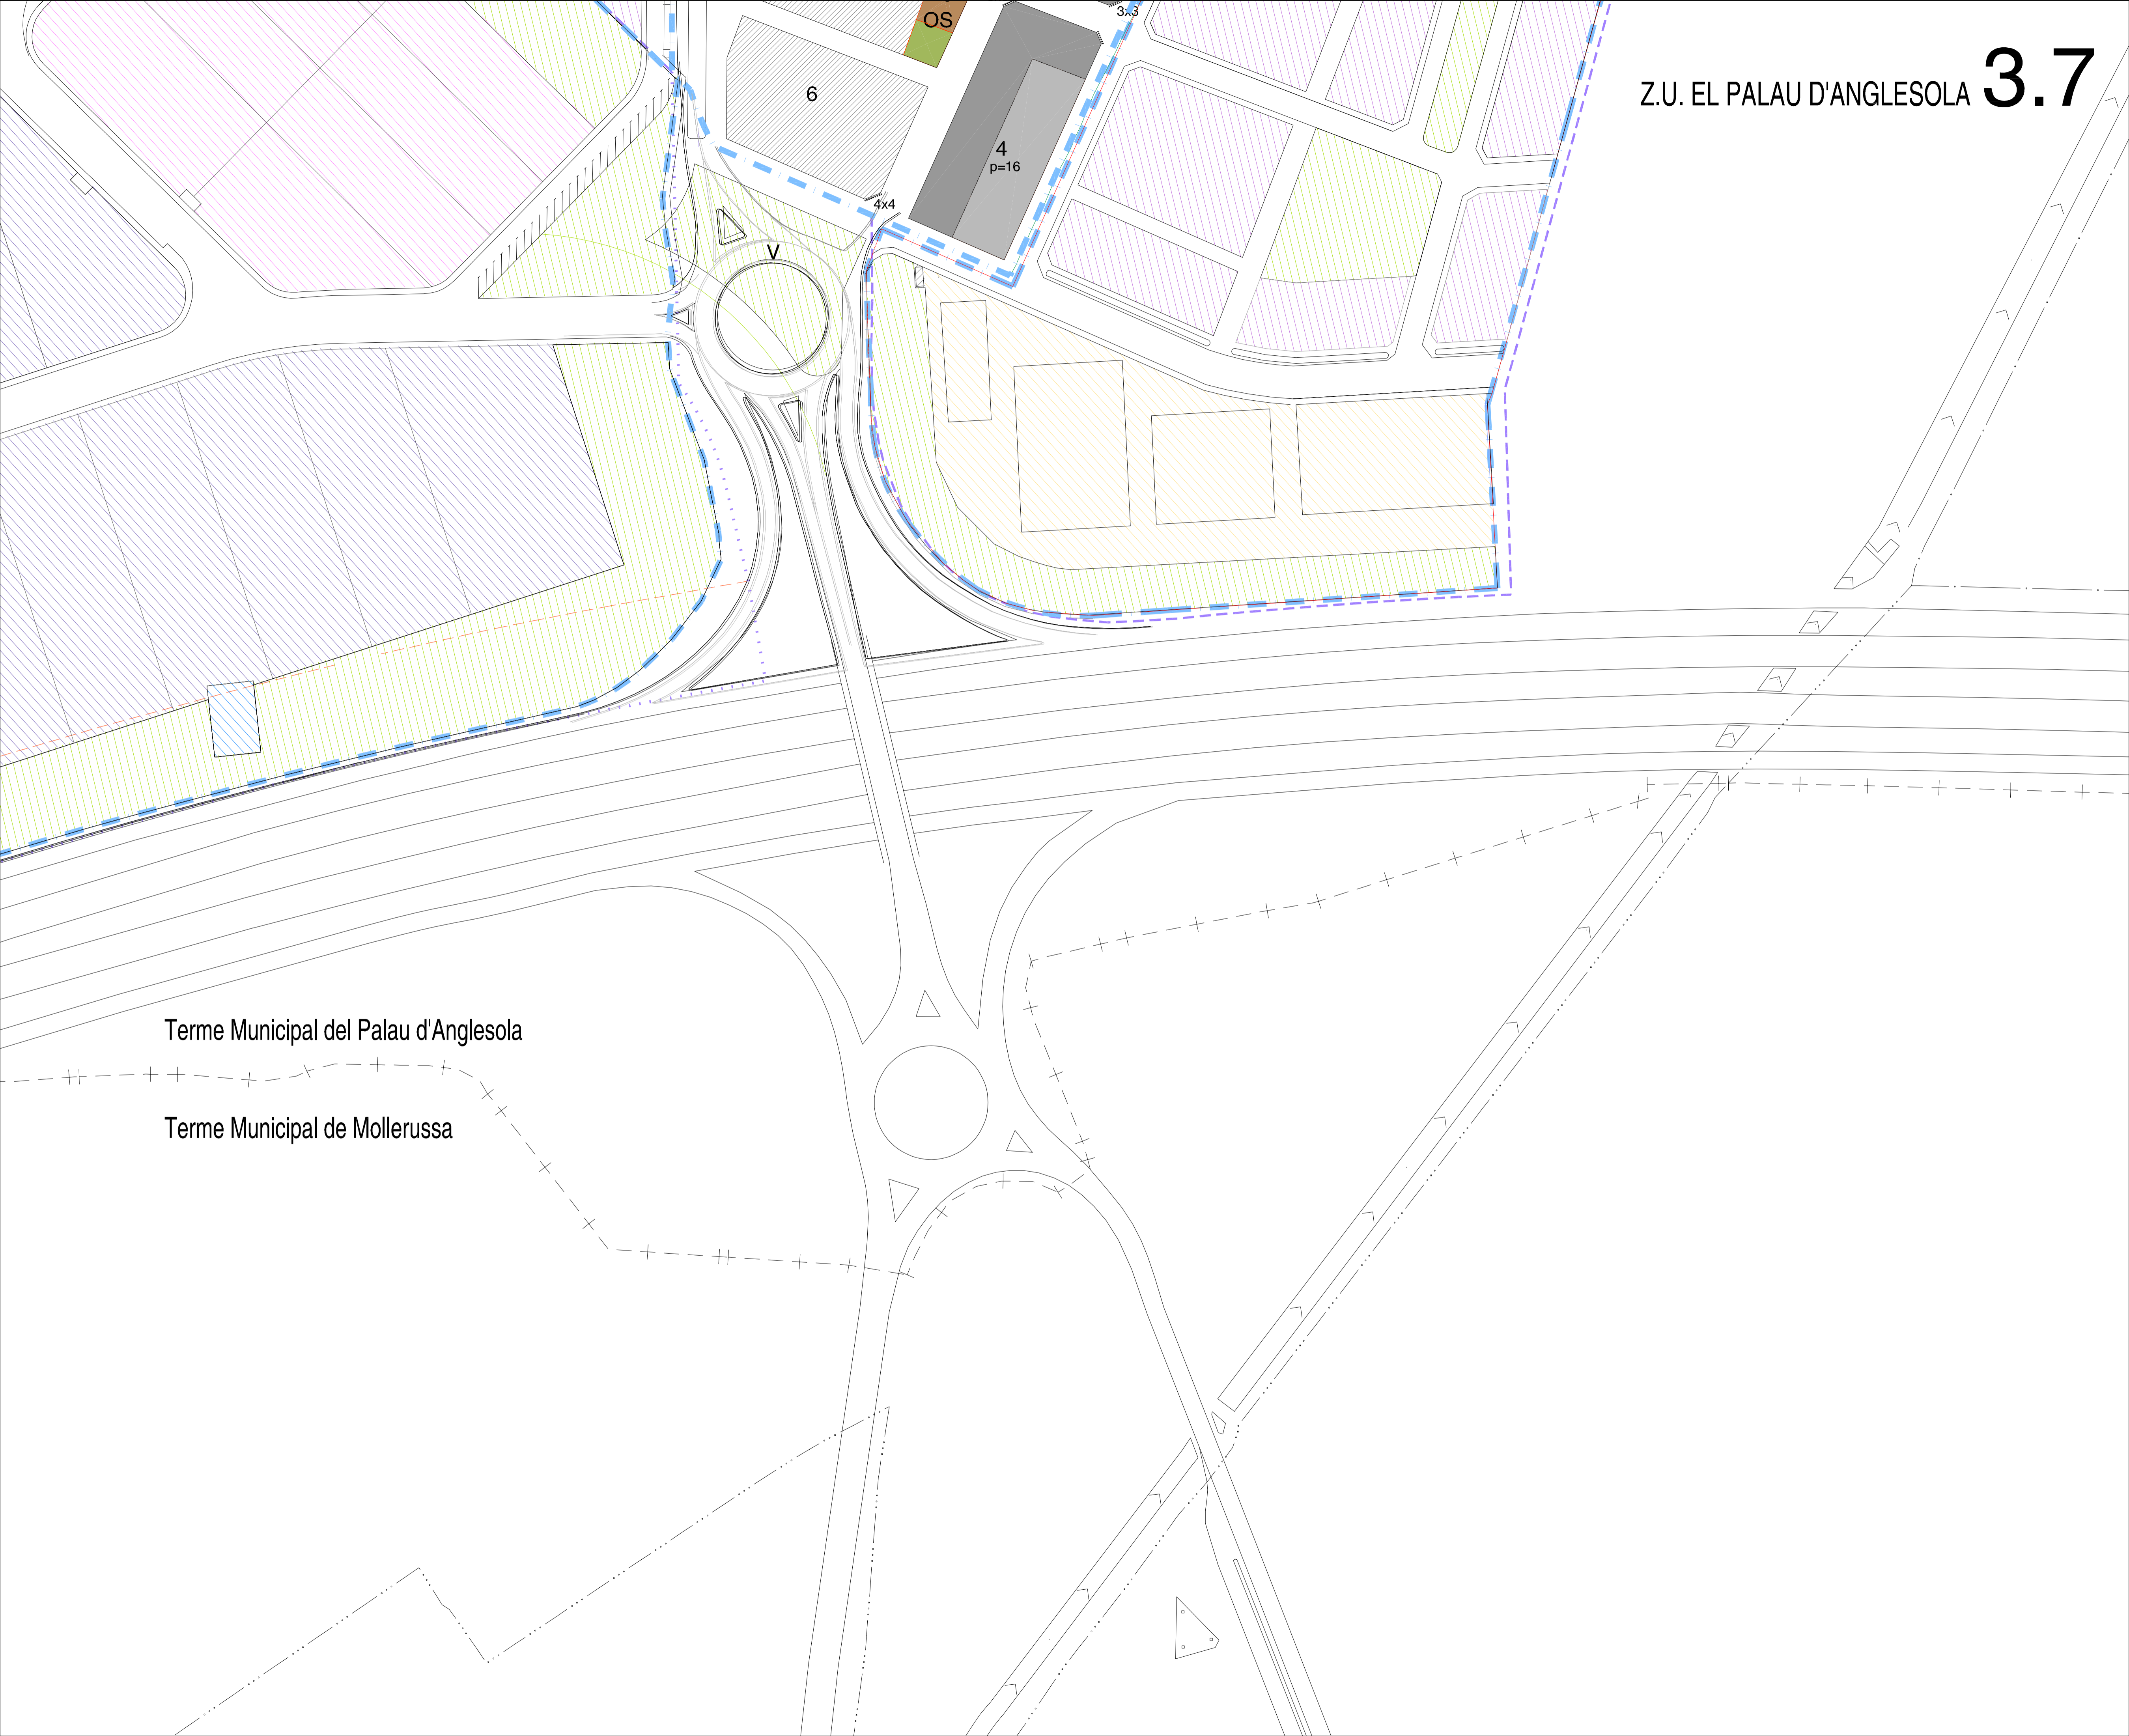 OS
3x3
Z.U. EL PALAU D'ANGLESOLA 3.7
6
4
p=16
4x4
V
Terme Municipal del Palau d'Anglesola
Terme Municipal de Mollerussa